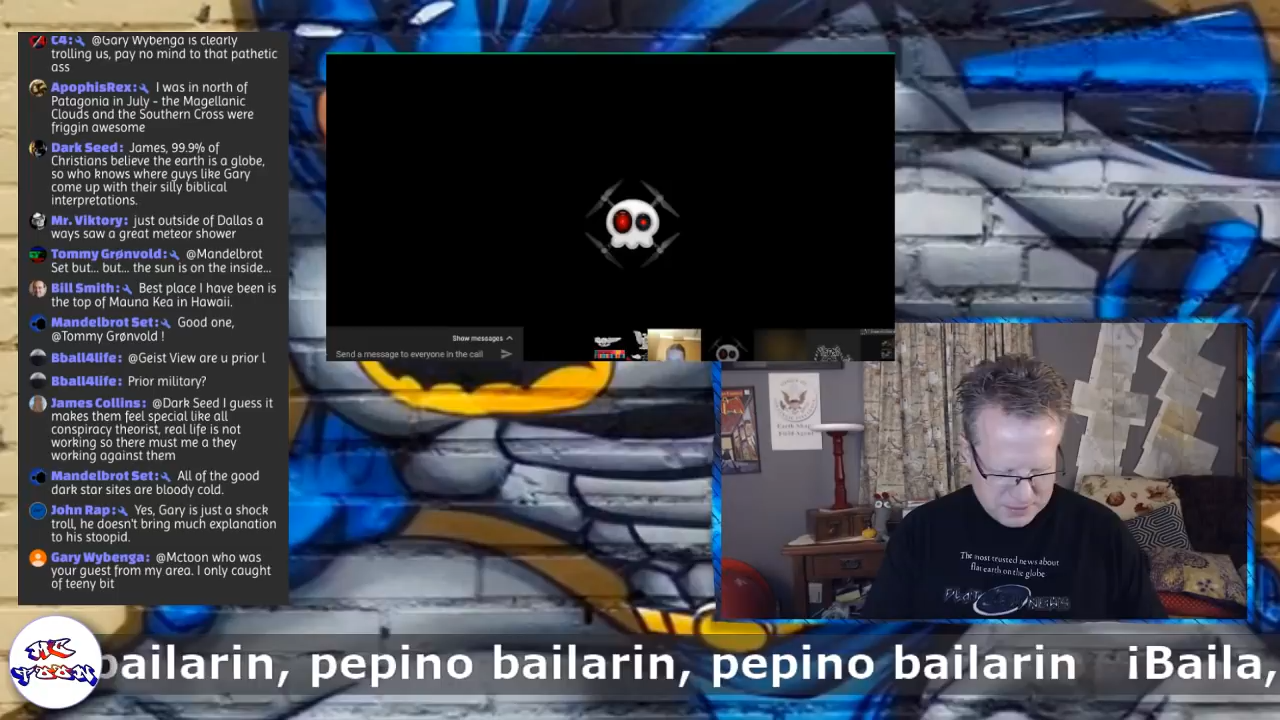 C4: @Gary Wybenga is clearly
trolling us, pay no mind to that pathetic
ass
ApophisRex: I was in north of
Patagonia in July - the Magellanic
Clouds and the Southern Cross were
friggin awesome
Dark Seed: James, 99.9% of
Christians believe the earth is a globe,
so who knows where guys like Gary
come up with their silly biblical
interpretations.
Mr. Viktory: just outside of Dallas a
ways saw a great meteor shower
Tommy Grønvold: @Mandelbrot
Set but... but... the sun is on the inside...
Bill Smith: Best place I have been is
the top of Mauna Kea in Hawaii.
Mandelbrot Set: Good one,
@Tommy Grønvold !
Bball4life: @Geist View are u prior l
Bball4life: Prior military?
James Collins: @Dark Seed I guess it
makes them feel special like all
conspiracy theorist, real life is not
working so there must me a they
working against them
Mandelbrot Set: All of the good
dark star sites are bloody cold.
John Rap: Yes, Gary is just a shock
troll, he doesn't bring much explanation
to his stoopid.
Gary Wybenga: @Mctoon who was
your guest from my area. I only caught
of teeny bit
Show messages
Send a message to everyone in the call
The most trusted news about
flat earth on the globe
NEWS
MC
TOON
bailarin, pepino bailarin, pepino bailarin ¡Baila,